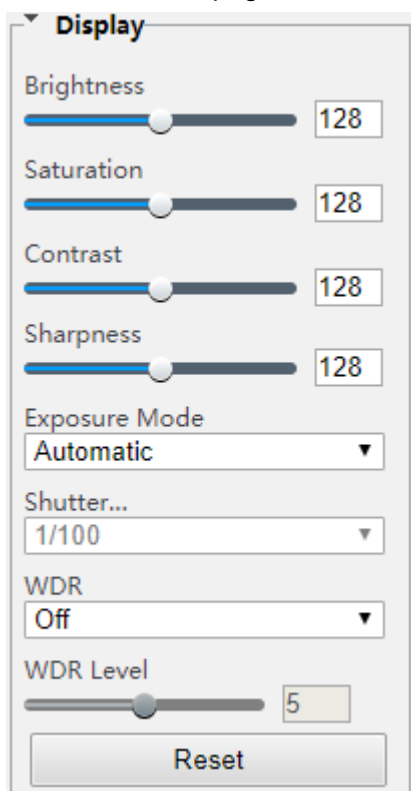 Display
Brightness
128
Saturation
128
Contrast
128
Sharpness
128
Exposure Mode
Automatic
Shutter...
1/100
WDR
Off
WDR Level
5
Reset